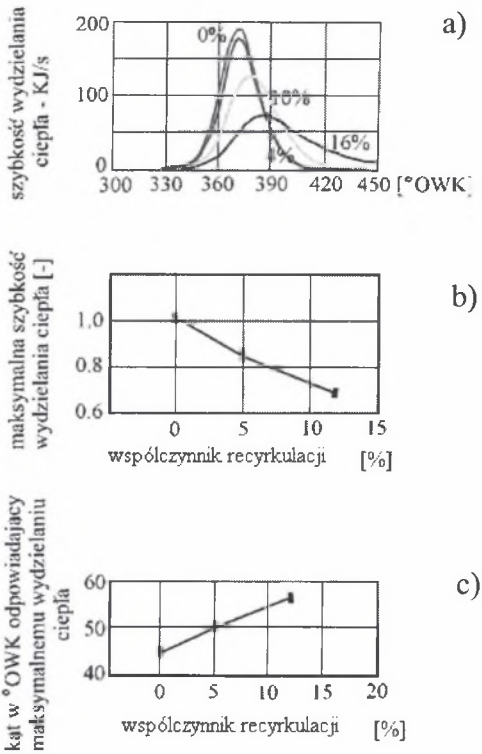 a)
szybkość wydzielania
ciepła - KJ/s
200
100
0
0%
10%
4%
16%
300 330 360 390 420 450 [°OWK]
b)
maksymalna szybkość
wydzielania ciepła [-]
1.0
0.8
0.6
0 5 10 15
współczynnik recyrkulacji [%]
c)
kąt w °OWK odpowiadajacy
maksymalnemu wydzielaniu
ciepła
60
50
40
0 5 10 15 20
współczynnik recyrkulacji [%]